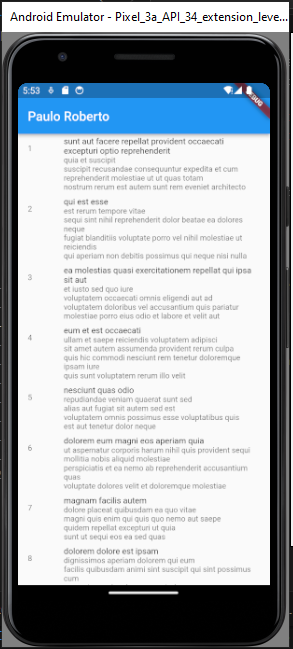 Android Emulator - Pixel_3a_API_34_extension_leve...
5:53
DEBUG
Paulo Roberto
1
sunt aut facere repellat provident occaecati
excepturi optio reprehenderit
quia et suscipit
suscipit recusandae consequuntur expedita et cum
reprehenderit molestiae ut ut quas totam
nostrum rerum est autem sunt rem eveniet architecto
2
qui est esse
est rerum tempore vitae
sequi sint nihil reprehenderit dolor beatae ea dolores
neque
fugiat blanditiis voluptate porro vel nihil molestiae ut
reiciendis
qui aperiam non debitis possimus qui neque nisi nulla
3
ea molestias quasi exercitationem repellat qui ipsa
sit aut
et iusto sed quo iure
voluptatem occaecati omnis eligendi aut ad
voluptatem doloribus vel accusantium quis pariatur
molestiae porro eius odio et labore et velit aut
4
eum et est occaecati
ullam et saepe reiciendis voluptatem adipisci
sit amet autem assumenda provident rerum culpa
quis hic commodi nesciunt rem tenetur doloremque
ipsam iure
quis sunt voluptatem rerum illo velit
5
nesciunt quas odio
repudiandae veniam quaerat sunt sed
alias aut fugiat sit autem sed est
voluptatem omnis possimus esse voluptatibus quis
est aut tenetur dolor neque
6
dolorem eum magni eos aperiam quia
ut aspernatur corporis harum nihil quis provident sequi
mollitia nobis aliquid molestiae
perspiciatis et ea nemo ab reprehenderit accusantium
quas
voluptate dolores velit et doloremque molestiae
7
magnam facilis autem
dolore placeat quibusdam ea quo vitae
magni quis enim qui quis quo nemo aut saepe
quidem repellat excepturi ut quia
sunt ut sequi eos ea sed quas
8
dolorem dolore est ipsam
dignissimos aperiam dolorem qui eum
facilis quibusdam animi sint suscipit qui sint possimus
cum